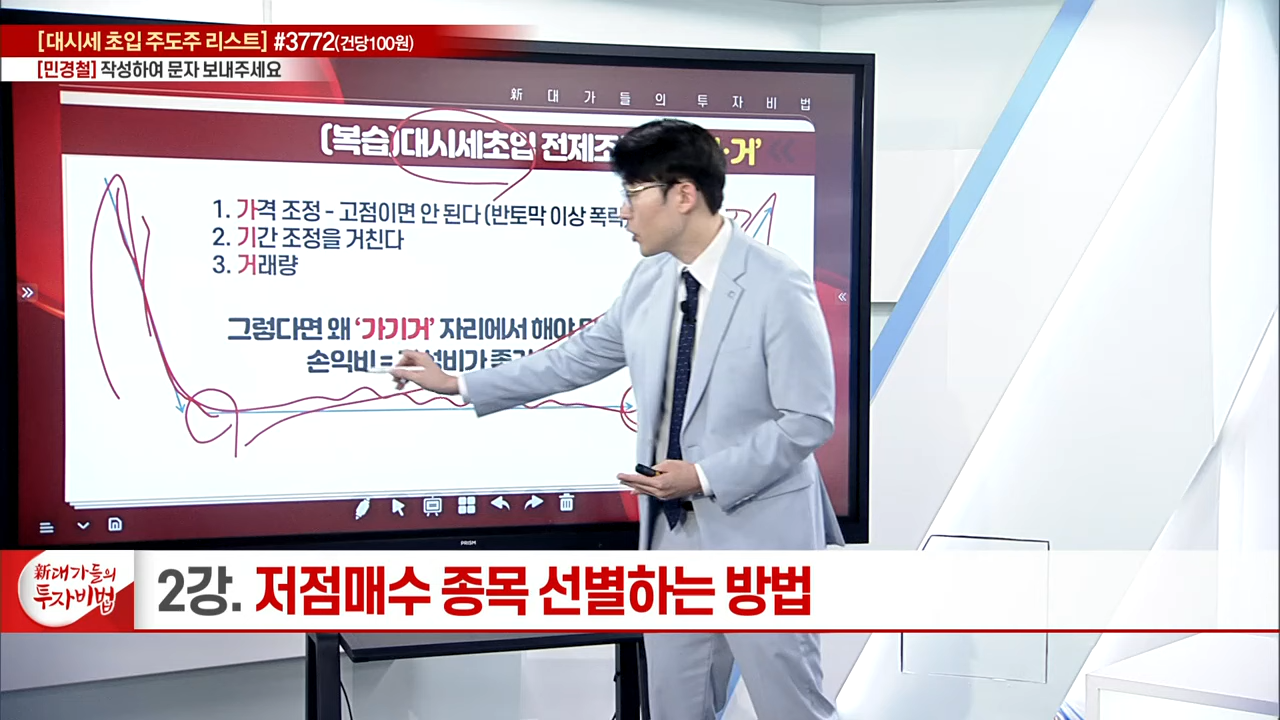 [대시세 초입 주도주 리스트] #3772(건당100원)
[민경철] 작성하여 문자 보내주세요
新 대 가 들 의 투 자 비 법
(복습)대시세초입 전제조 거’
1. 가격 조정 - 고점이면 안 된다 (반토막 이상 폭락
2. 기간 조정을 거친다
3. 거래량
그렇다면 왜 ‘가기거’ 자리에서 해야
손익비 =
PRISM
新대가들의
투자비법
2강. 저점매수 종목 선별하는 방법